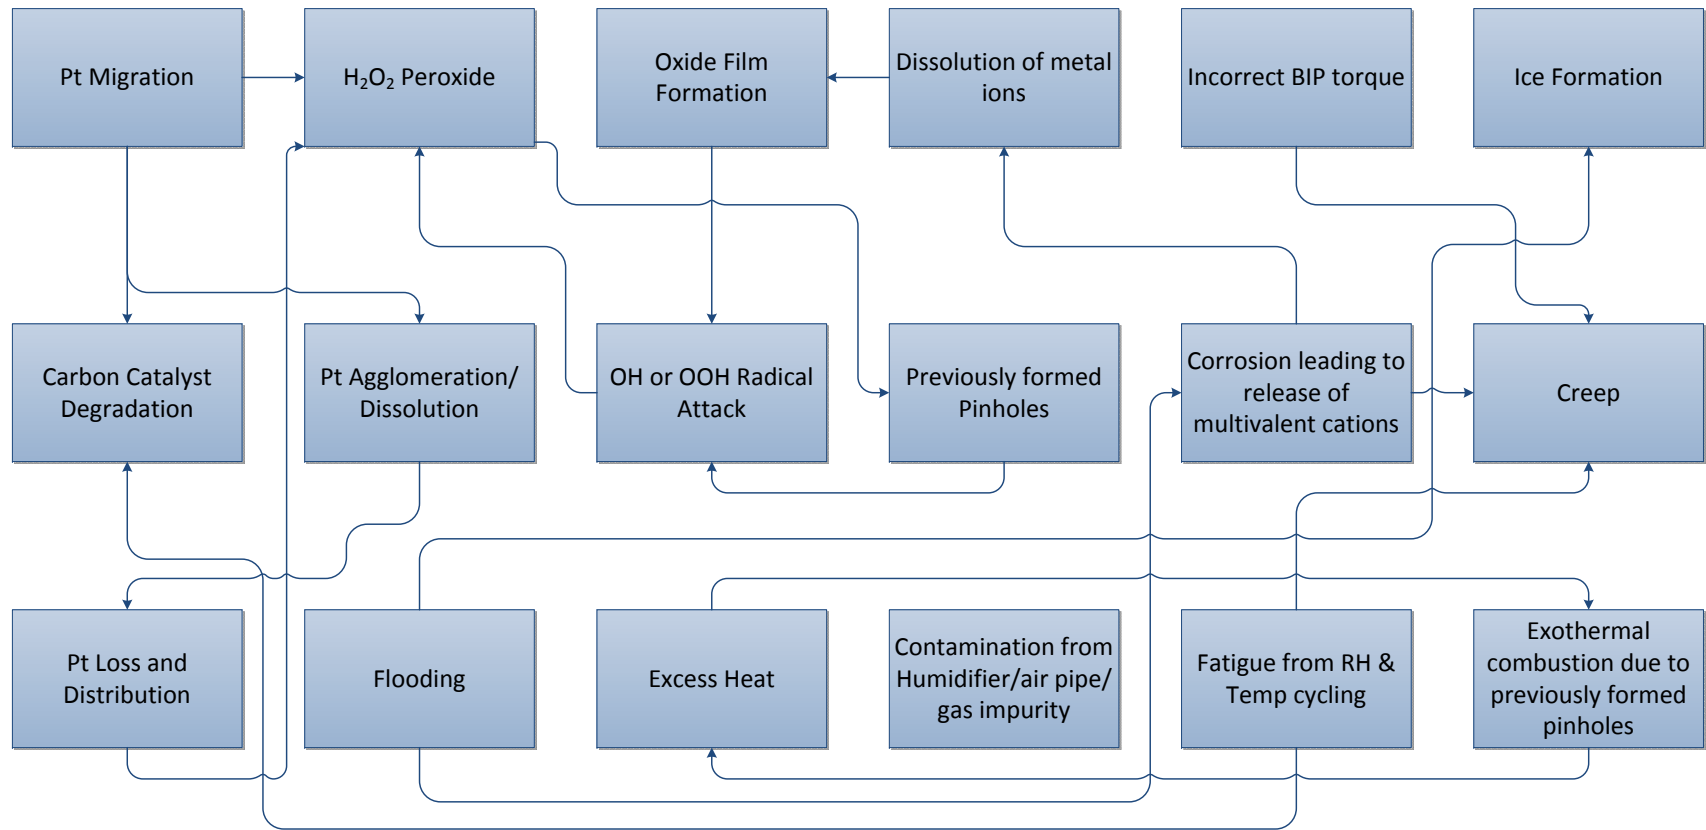 Pt Migration
H₂O₂ Peroxide
Oxide Film
Formation
Dissolution of metal
ions
Incorrect BIP torque
Ice Formation
Carbon Catalyst
Degradation
Pt Agglomeration/
Dissolution
OH or OOH Radical
Attack
Previously formed
Pinholes
Corrosion leading to
release of
multivalent cations
Creep
Pt Loss and
Distribution
Flooding
Excess Heat
Contamination from
Humidifier/air pipe/
gas impurity
Fatigue from RH &
Temp cycling
Exothermal
combustion due to
previously formed
pinholes